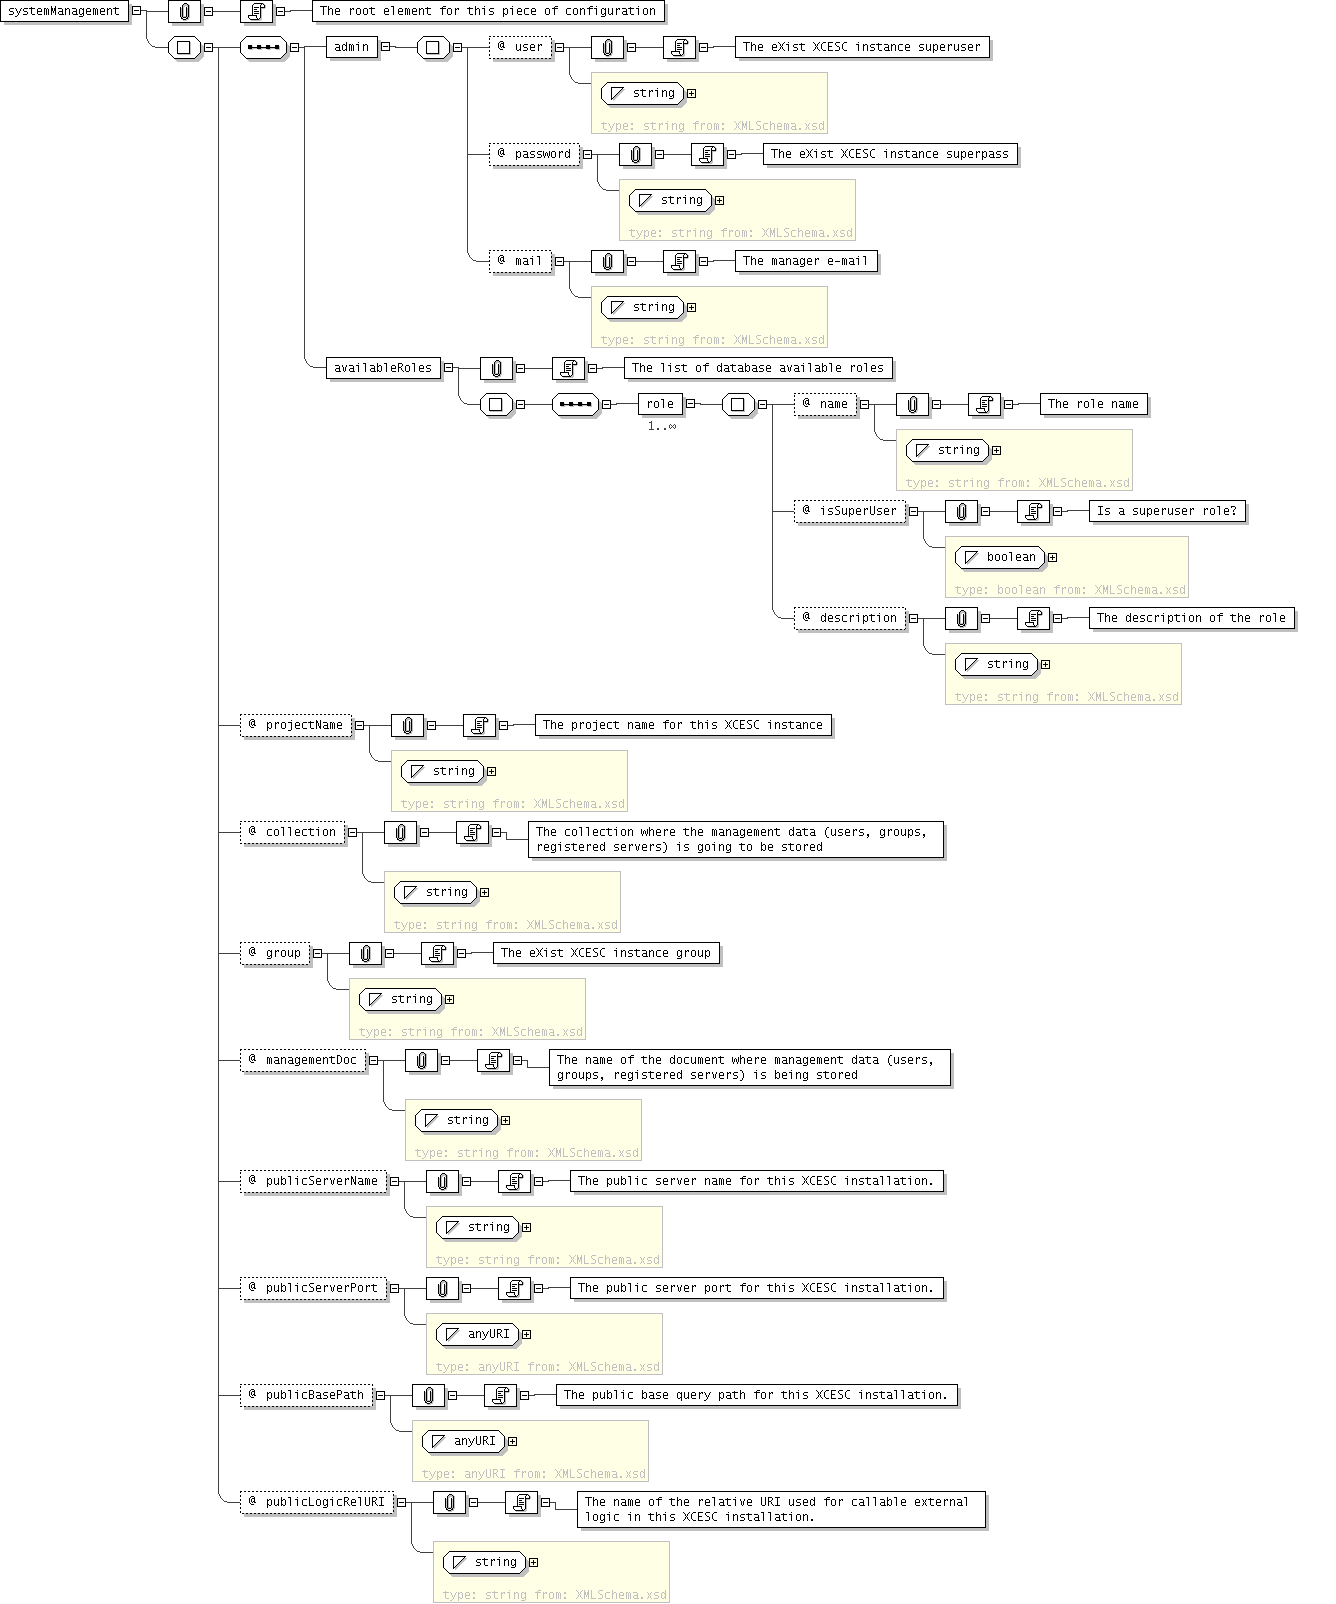 systemManagement
The root element for this piece of configuration
admin
@ user
The eXist XCESC instance superuser
string
type: string from: XMLSchema.xsd
@ password
The eXist XCESC instance superpass
string
type: string from: XMLSchema.xsd
@ mail
The manager e-mail
string
type: string from: XMLSchema.xsd
availableRoles
The list of database available roles
role
1..∞
@ name
The role name
string
type: string from: XMLSchema.xsd
@ isSuperUser
Is a superuser role?
boolean
type: boolean from: XMLSchema.xsd
@ description
The description of the role
string
type: string from: XMLSchema.xsd
@ projectName
The project name for this XCESC instance
string
type: string from: XMLSchema.xsd
@ collection
The collection where the management data (users, groups,
registered servers) is going to be stored
string
type: string from: XMLSchema.xsd
@ group
The eXist XCESC instance group
string
type: string from: XMLSchema.xsd
@ managementDoc
The name of the document where management data (users,
groups, registered servers) is being stored
string
type: string from: XMLSchema.xsd
@ publicServerName
The public server name for this XCESC installation.
string
type: string from: XMLSchema.xsd
@ publicServerPort
The public server port for this XCESC installation.
anyURI
type: anyURI from: XMLSchema.xsd
@ publicBasePath
The public base query path for this XCESC installation.
anyURI
type: anyURI from: XMLSchema.xsd
@ publicLogicRelURI
The name of the relative URI used for callable external
logic in this XCESC installation.
string
type: string from: XMLSchema.xsd